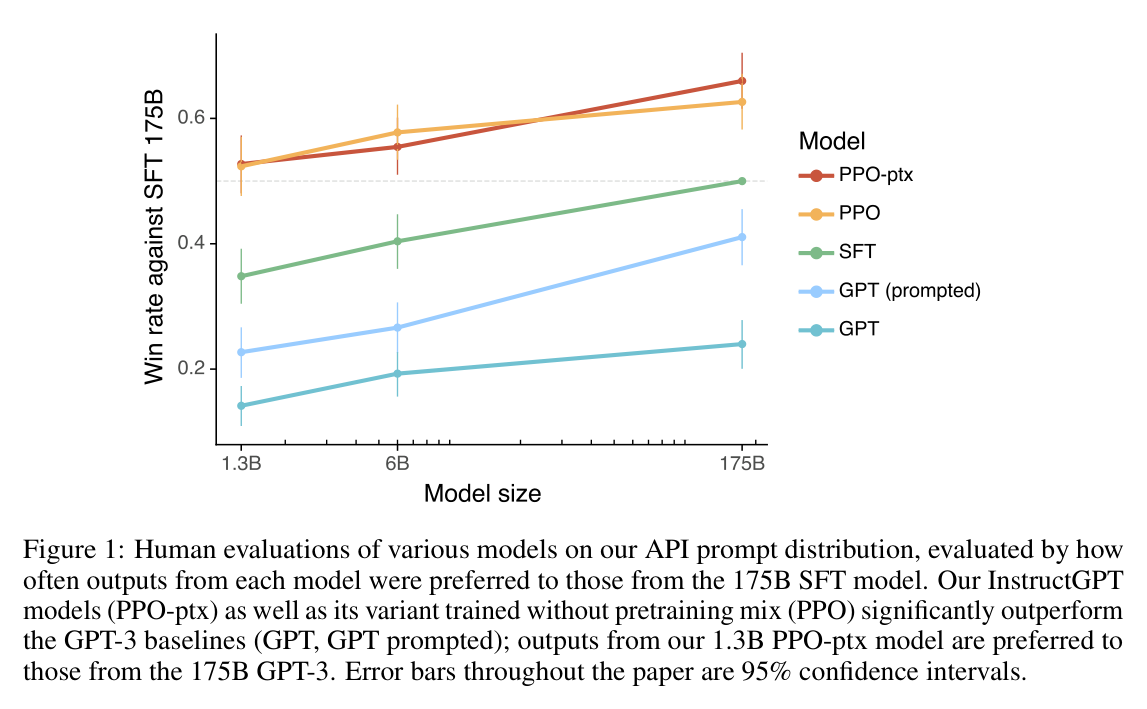 Win rate against SFT 175B
0.6
0.4
0.2
1.3B
6B
175B
Model size
Model
PPO-ptx
PPO
SFT
GPT (prompted)
GPT
Figure 1: Human evaluations of various models on our API prompt distribution, evaluated by how
often outputs from each model were preferred to those from the 175B SFT model. Our InstructGPT
models (PPO-ptx) as well as its variant trained without pretraining mix (PPO) significantly outperform
the GPT-3 baselines (GPT, GPT prompted); outputs from our 1.3B PPO-ptx model are preferred to
those from the 175B GPT-3. Error bars throughout the paper are 95% confidence intervals.